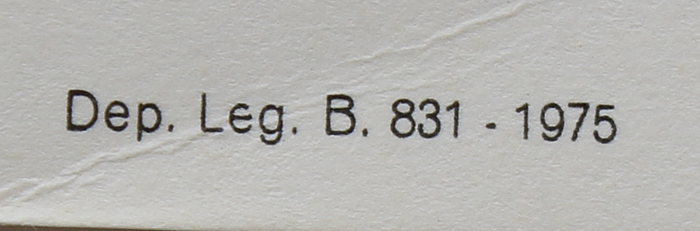 Dep. Leg. B. 831 - 1975